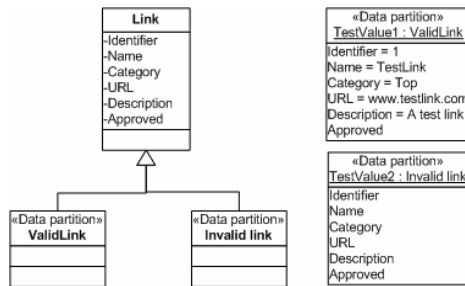 Link
-Identifier
-Name
-Category
-URL
-Description
-Approved
«Data partition»
ValidLink
«Data partition»
Invalid link
«Data partition»
TestValue1 : ValidLink
Identifier = 1
Name = TestLink
Category = Top
URL = www.testlink.com
Description = A test link
Approved
«Data partition»
TestValue2 : Invalid link
Identifier
Name
Category
URL
Description
Approved